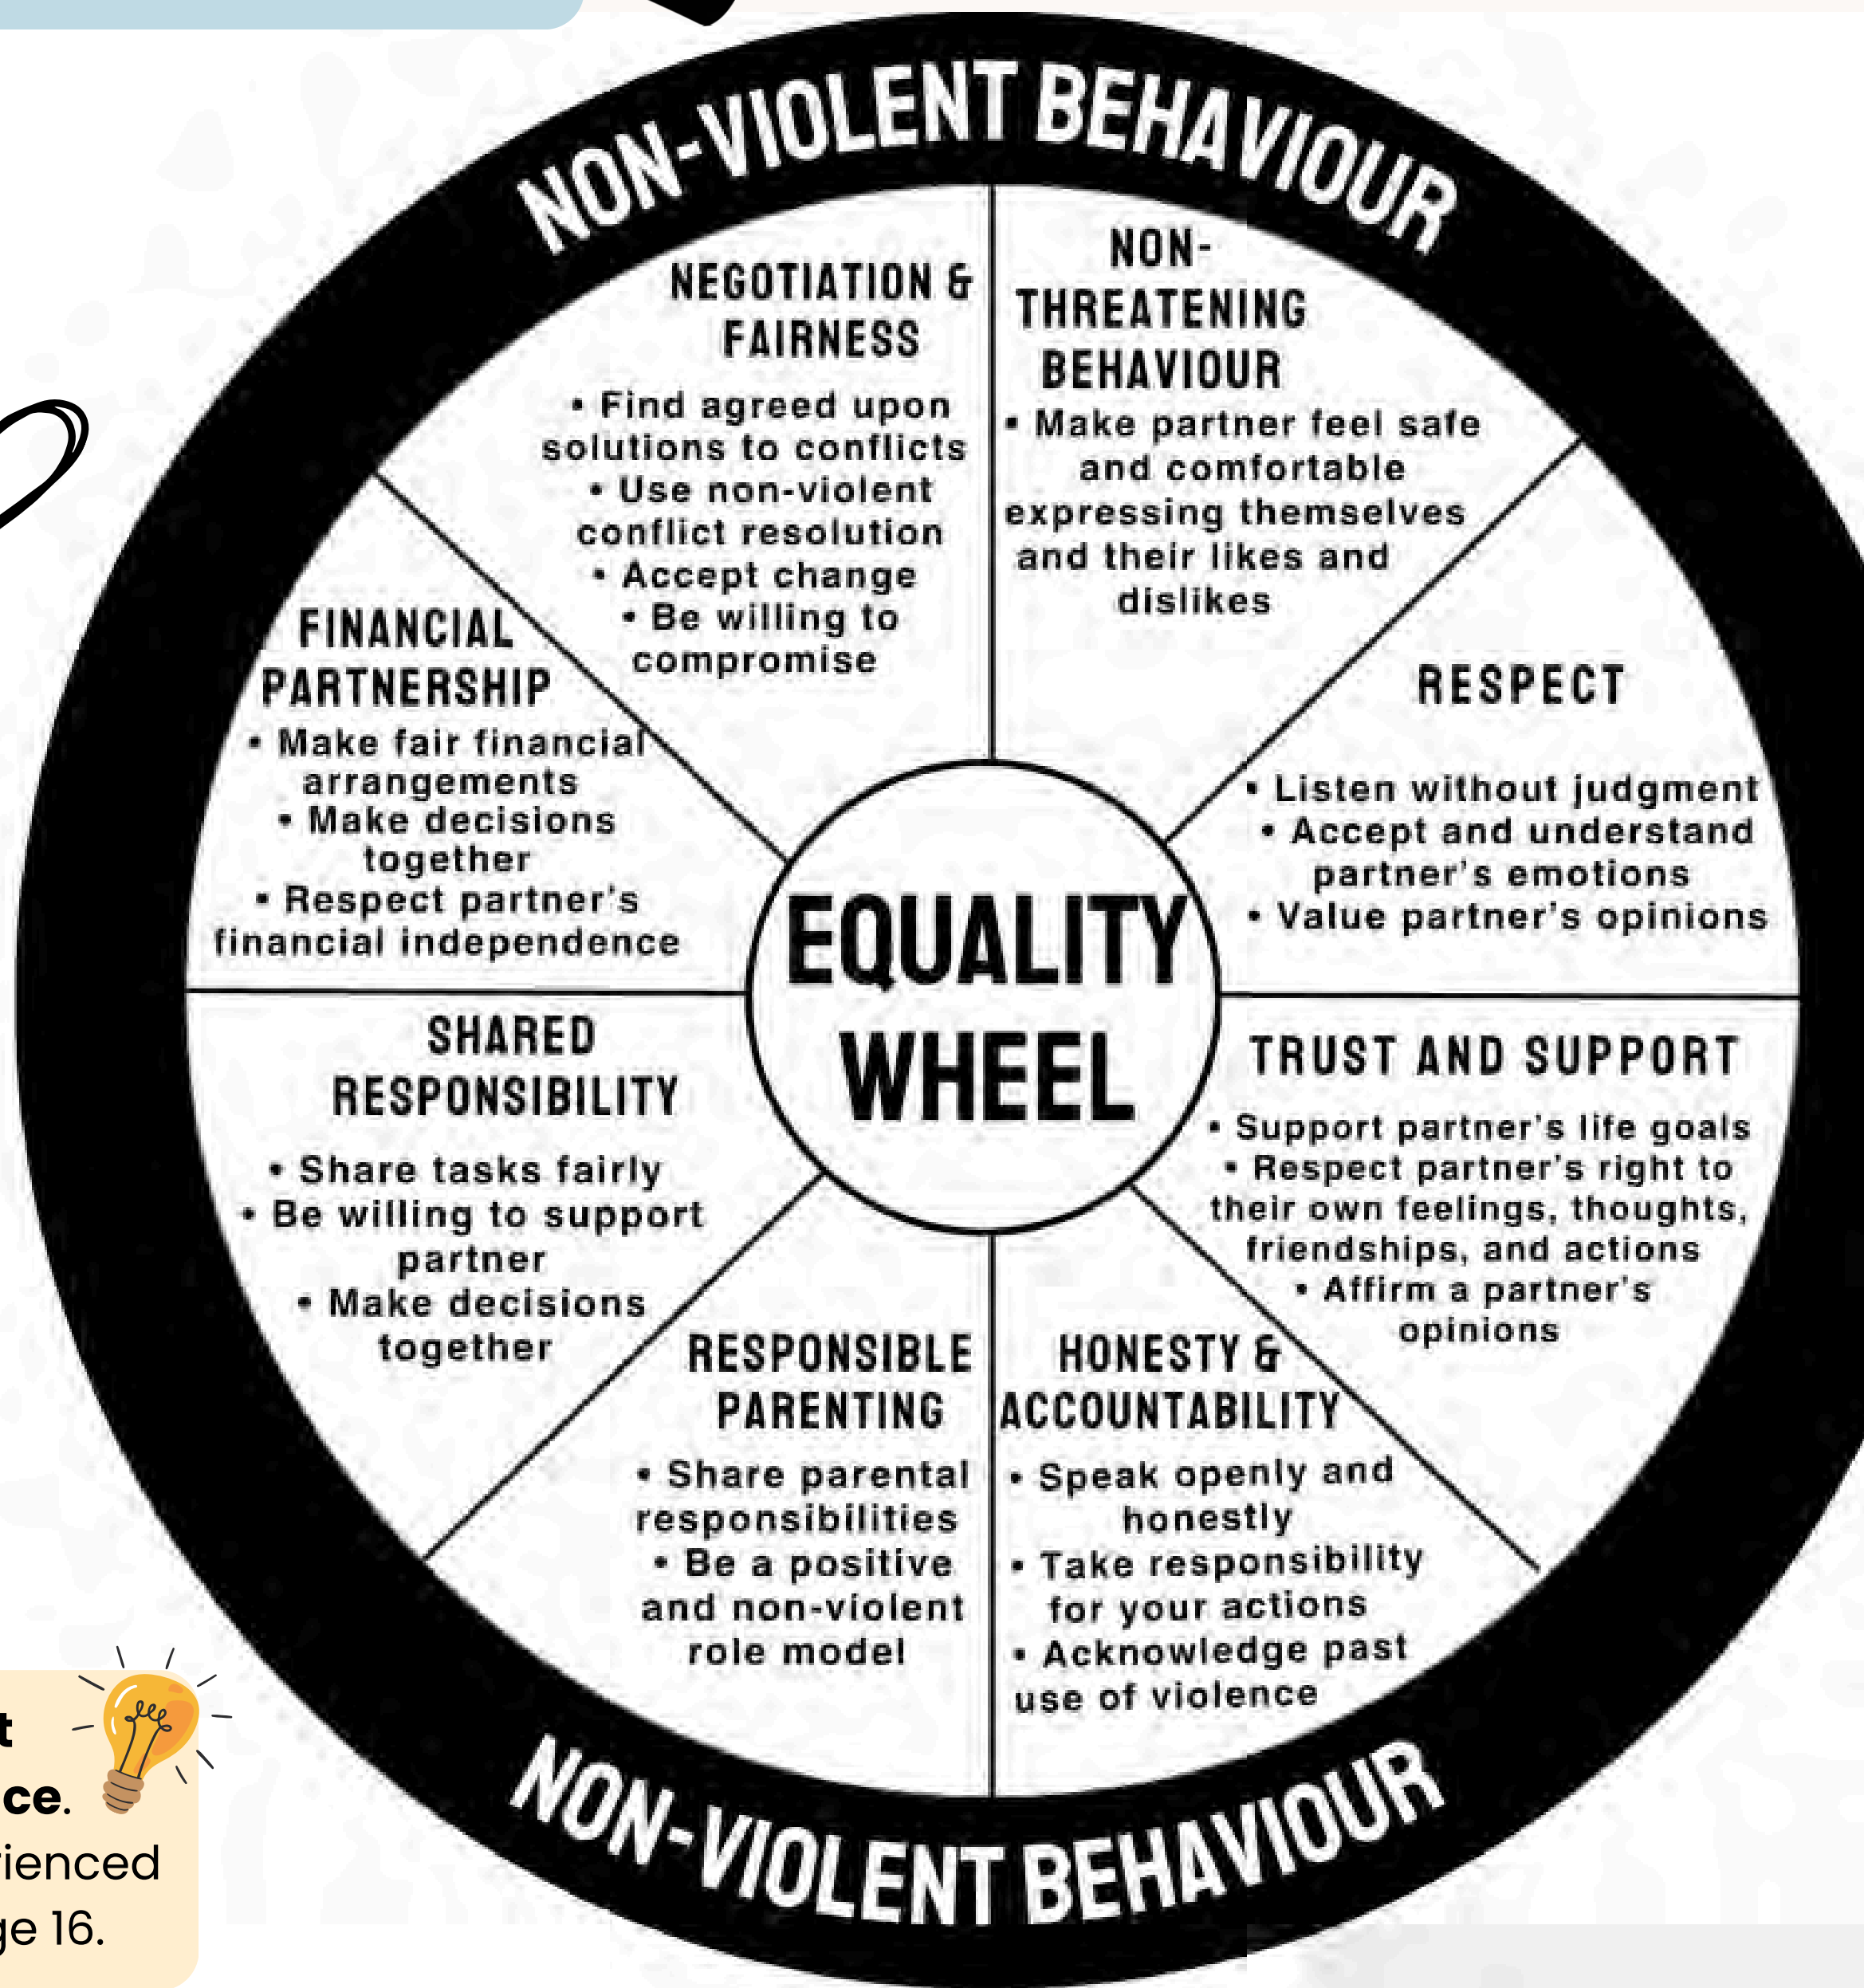 NON-VIOLENT BEHAVIOUR
NEGOTIATION &
FAIRNESS
• Find agreed upon
solutions to conflicts
• Use non-violent
conflict resolution
• Accept change
• Be willing to
compromise
NON-
THREATENING
BEHAVIOUR
• Make partner feel safe
and comfortable
expressing themselves
and their likes and
dislikes
RESPECT
• Listen without judgment
• Accept and understand
partner's emotions
• Value partner's opinions
TRUST AND SUPPORT
• Support partner's life goals
• Respect partner's right to
their own feelings, thoughts,
friendships, and actions
• Affirm a partner's
opinions
HONESTY &
ACCOUNTABILITY
• Speak openly and
honestly
• Take responsibility
for your actions
• Acknowledge past
use of violence
RESPONSIBLE
PARENTING
• Share parental
responsibilities
• Be a positive
and non-violent
role model
SHARED
RESPONSIBILITY
• Share tasks fairly
• Be willing to support
partner
• Make decisions
together
FINANCIAL
PARTNERSHIP
• Make fair financial
arrangements
• Make decisions
together
• Respect partner's
financial independence
EQUALITY
WHEEL
NON-VIOLENT BEHAVIOUR
16.